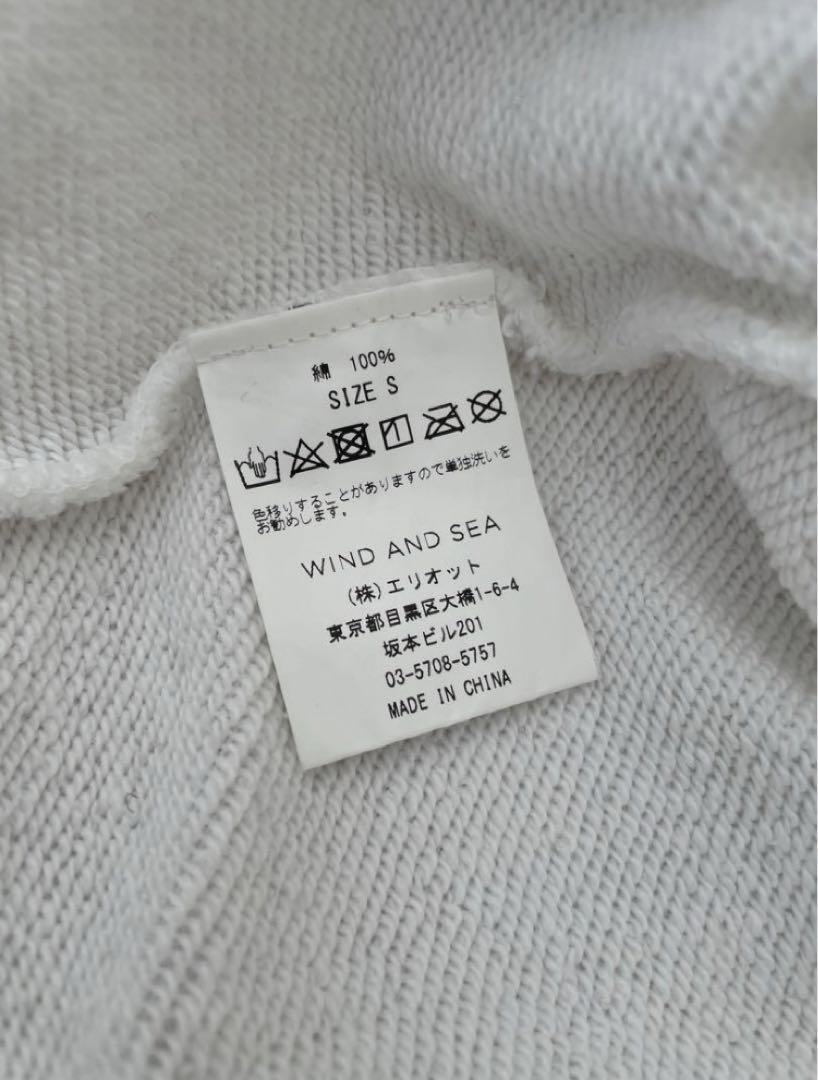 綿 100%
SIZE S
色移りすることがありますので単独洗いを
お勧めします。
WIND AND SEA
(株)エリオット
東京都目黒区大橋1-6-4
坂本ビル201
03-5708-5757
MADE IN CHINA